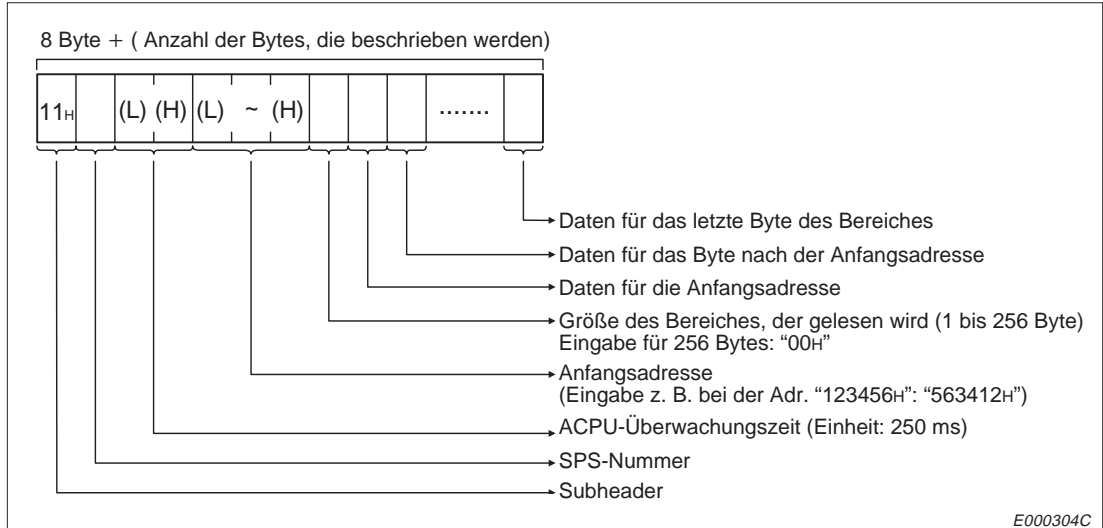 8 Byte + ( Anzahl der Bytes, die beschrieben werden)
11H (L) (H) (L) ~ (H) .......
Daten für das letzte Byte des Bereiches
Daten für das Byte nach der Anfangsadresse
Daten für die Anfangsadresse
Größe des Bereiches, der gelesen wird (1 bis 256 Byte)
Eingabe für 256 Bytes: “00H”
Anfangsadresse
(Eingabe z. B. bei der Adr. “123456H”: “563412H”)
ACPU-Überwachungszeit (Einheit: 250 ms)
SPS-Nummer
Subheader
E000304C